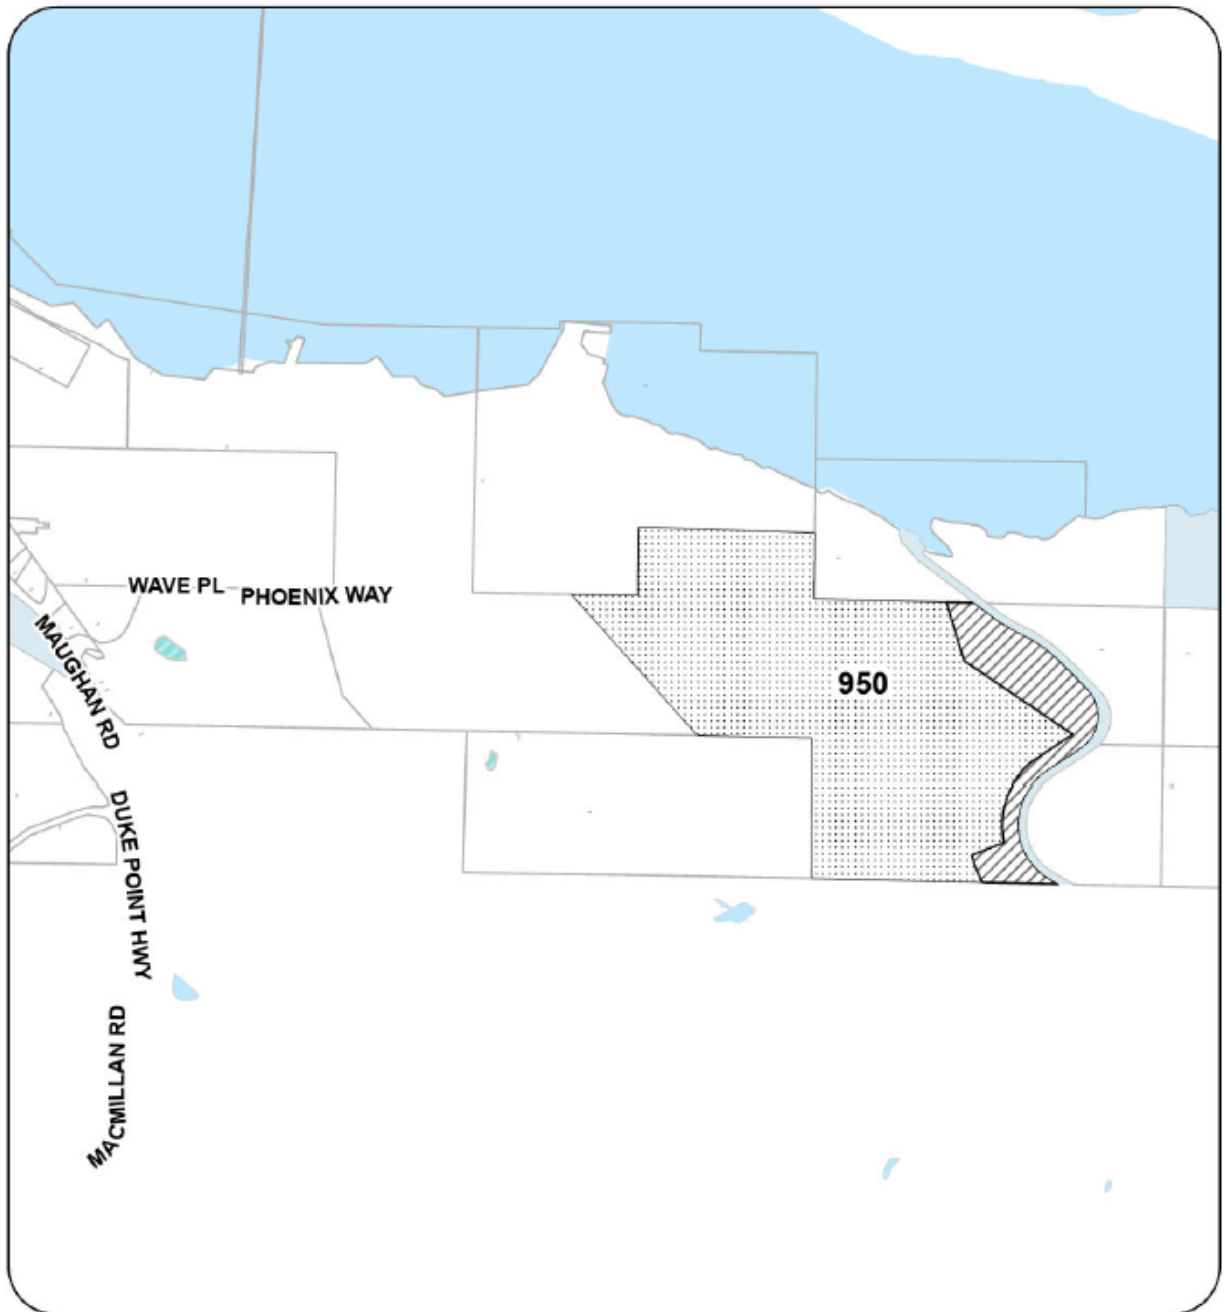 WAVE PL
PHOENIX WAY
MAUGHAN RD
950
DUKE POINT HWY
MACMILLAN RD